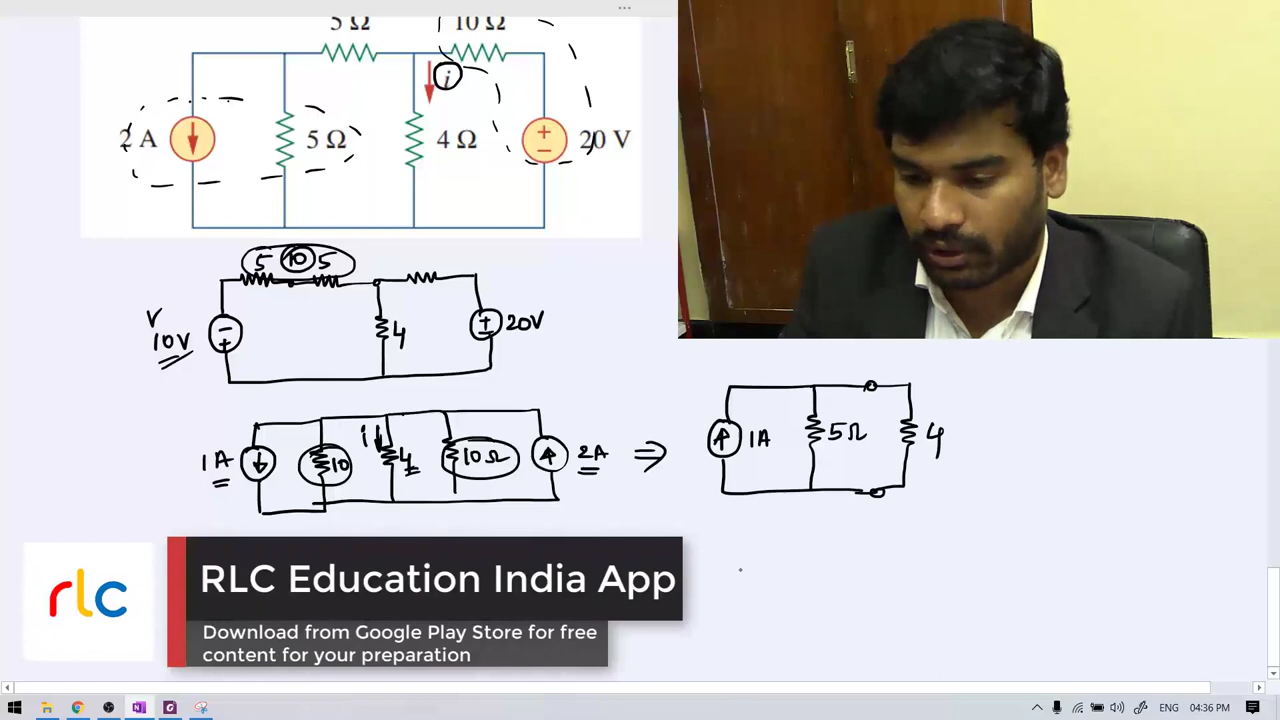 5 Ω
10 Ω
i
2 A
5 Ω
4 Ω
+
−
20 V
5 10 5
10V
−
+
4
+
−
20V
1A
10
i
4
10Ω
2A
⇒
1A
5Ω
4
rlc
RLC Education India App
Download from Google Play Store for free
content for your preparation
ENG
04:36 PM